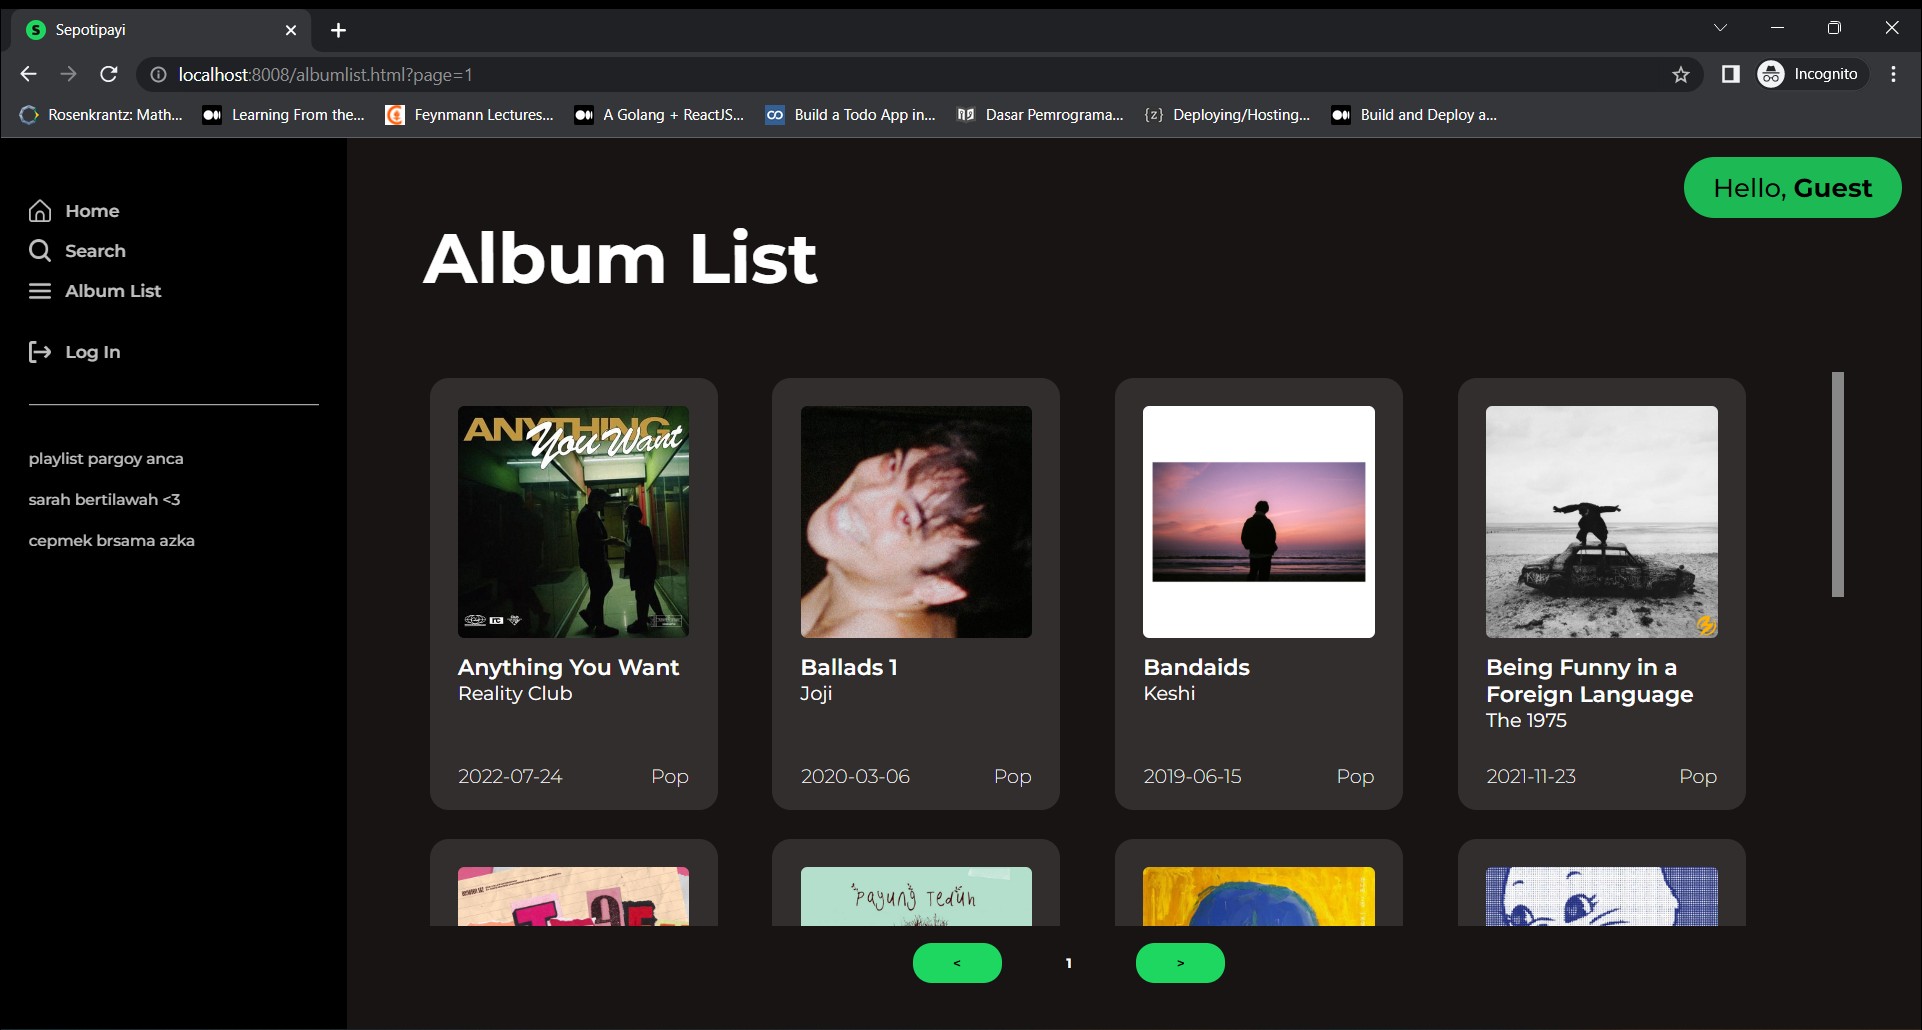 Sepotipayi
localhost:8008/albumlist.html?page=1
Incognito
Rosenkrantz: Math...
Learning From the...
Feynmann Lectures...
A Golang + ReactJS...
Build a Todo App in...
Dasar Pemrograma...
{z} Deploying/Hosting...
Build and Deploy a...
Home
Search
Album List
Log In
playlist pargoy anca
sarah bertilawah <3
cepmek brsama azka
Hello, Guest
Album List
ANYTHING
You Want
Anything You Want
Reality Club
2022-07-24 Pop
Ballads 1
Joji
2020-03-06 Pop
Bandaids
Keshi
2019-06-15 Pop
Being Funny in a
Foreign Language
The 1975
2021-11-23 Pop
Payung Teduh
< 1 >